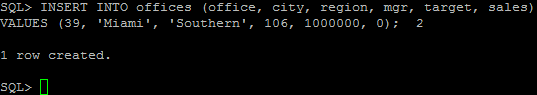 SQL> INSERT INTO offices (office, city, region, mgr, target, sales)
VALUES (39, 'Miami', 'Southern', 106, 1000000, 0);  2
1 row created.
SQL>